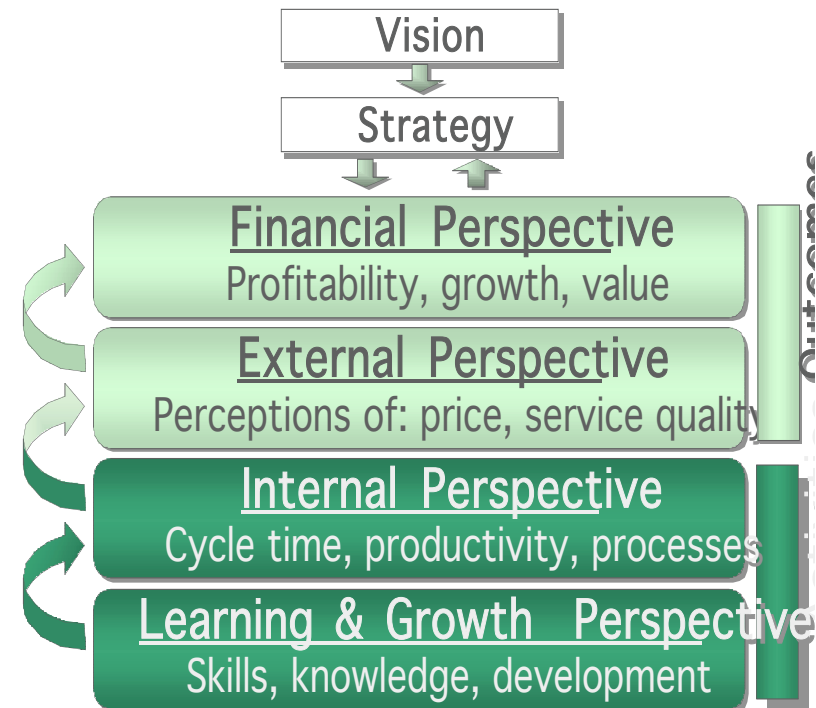 Vision
Strategy
Financial Perspective
Profitability, growth, value
External Perspective
Perceptions of: price, service quality
Internal Perspective
Cycle time, productivity, processes
Learning & Growth Perspective
Skills, knowledge, development